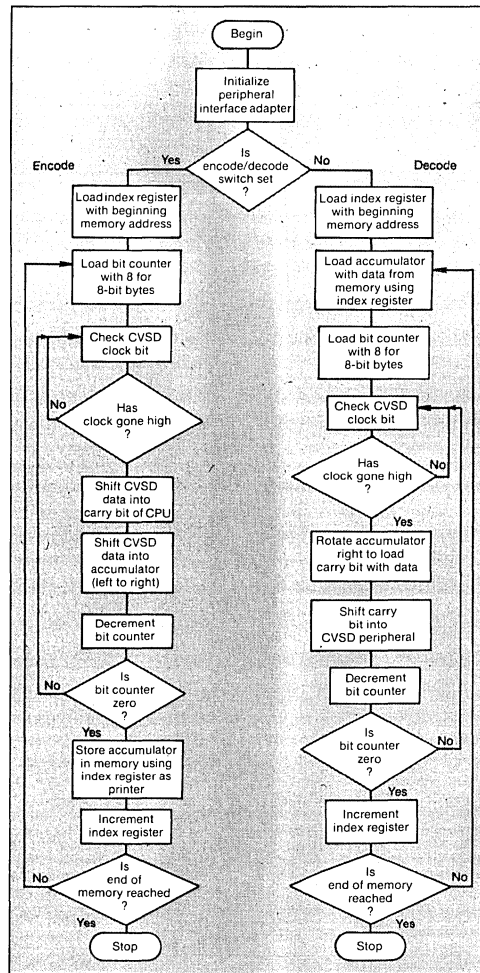 Begin
Initialize
peripheral
interface adapter
Is
encode/decode
switch set
?
Yes
No
Encode
Load index register
with beginning
memory address
Load bit counter
with 8 for
8-bit bytes
Check CVSD
clock bit
Has
clock gone high
?
No
Shift CVSD
data into
carry bit of CPU
Shift CVSD
data into
accumulator
(left to right)
Decrement
bit counter
Is
bit counter
zero
?
No
Yes
Store accumulator
in memory using
index register as
printer
Increment
index register
Is
end of
memory reached
?
No
Yes
Stop
Decode
Load index register
with beginning
memory address
Load accumulator
with data from
memory using
index register
Load bit counter
with 8 for
8-bit bytes
Check CVSD
clock bit
Has
clock gone high
?
No
Yes
Rotate accumulator
right to load
carry bit with data
Shift carry
bit into
CVSD peripheral
Decrement
bit counter
Is
bit counter
zero
?
No
Yes
Increment
index register
Is
end of memory
reached
?
No
Yes
Stop